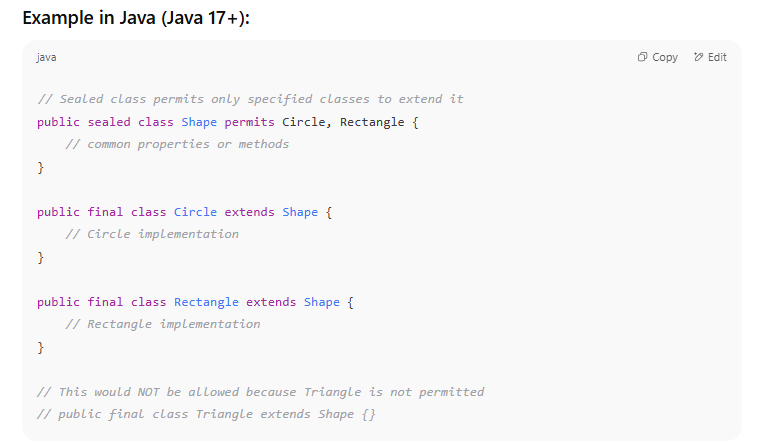 Example in Java (Java 17+):
java
Copy
Edit
// Sealed class permits only specified classes to extend it
public sealed class Shape permits Circle, Rectangle {
    // common properties or methods
}
public final class Circle extends Shape {
    // Circle implementation
}
public final class Rectangle extends Shape {
    // Rectangle implementation
}
// This would NOT be allowed because Triangle is not permitted
// public final class Triangle extends Shape {}